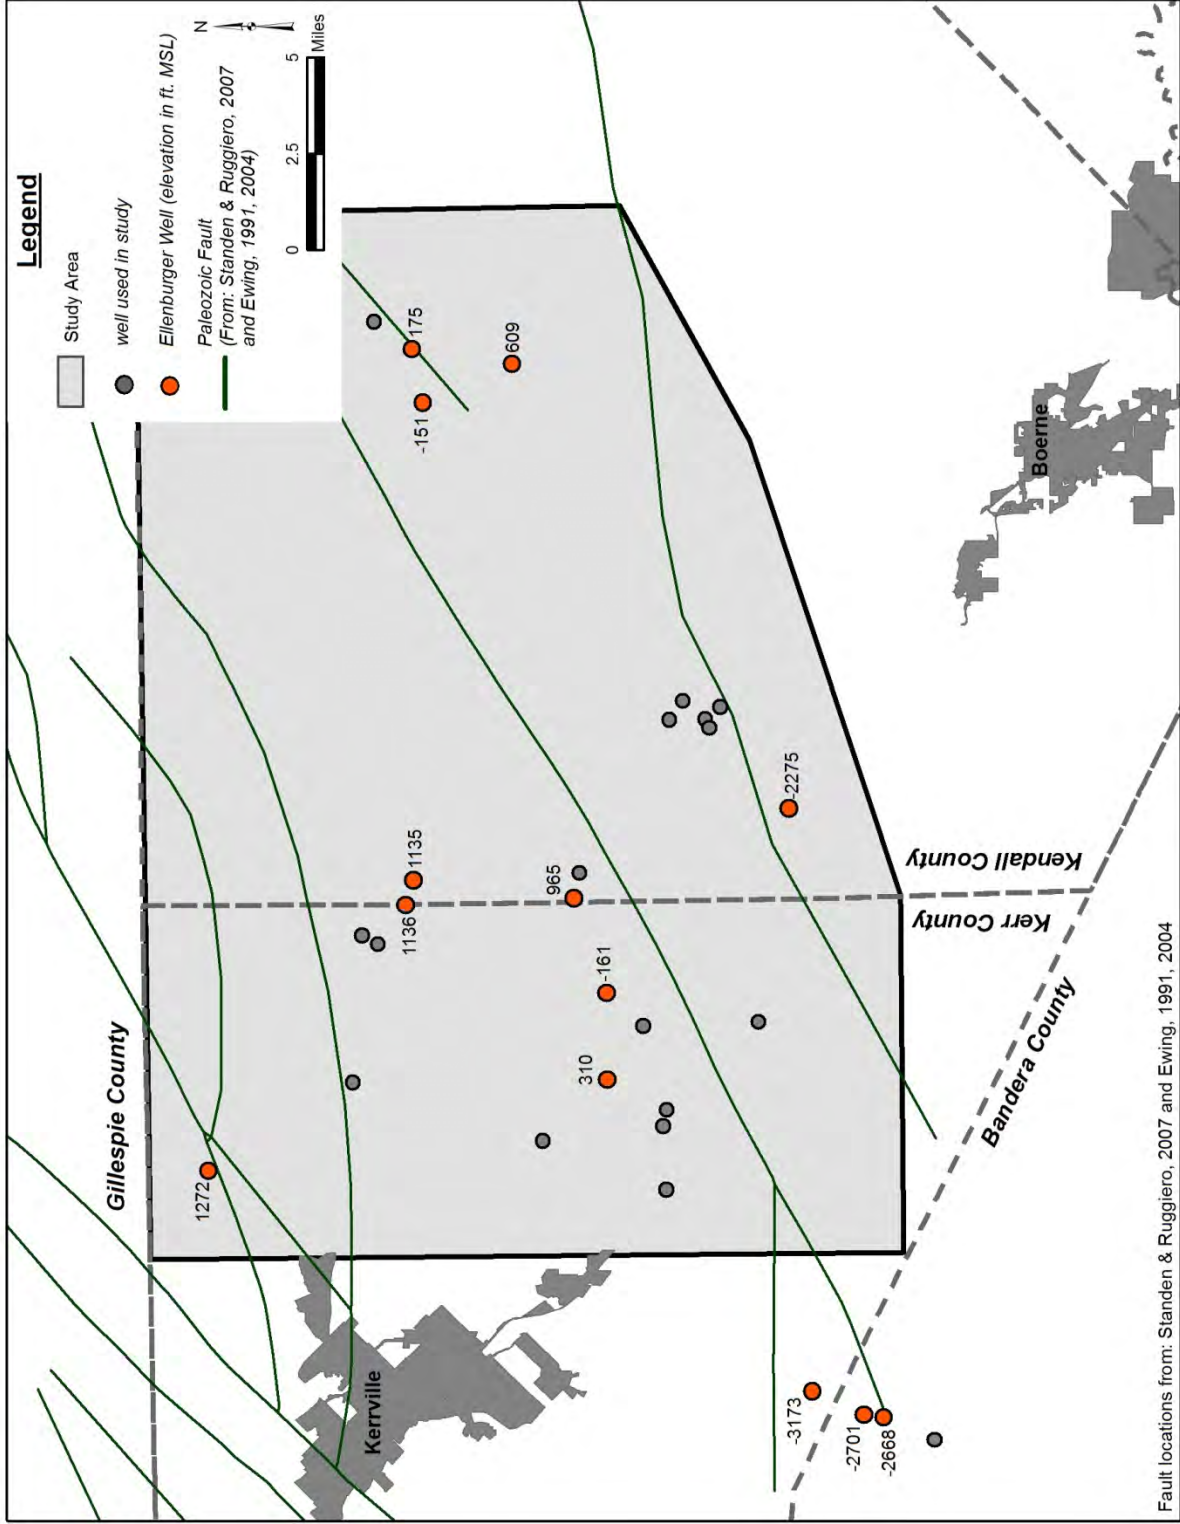 Legend
Study Area
well used in study
Ellenburger Well (elevation in ft. MSL)
Paleozoic Fault
(From: Standen & Ruggiero, 2007
and Ewing, 1991, 2004)
N
0
2.5
5
Miles
Gillespie County
1272
1136
1135
965
-161
310
-151
175
609
-2275
Kerrville
Kerr County
Kendall County
Boerne
Bandera County
-3173
-2701
-2668
Fault locations from: Standen & Ruggiero, 2007 and Ewing, 1991, 2004